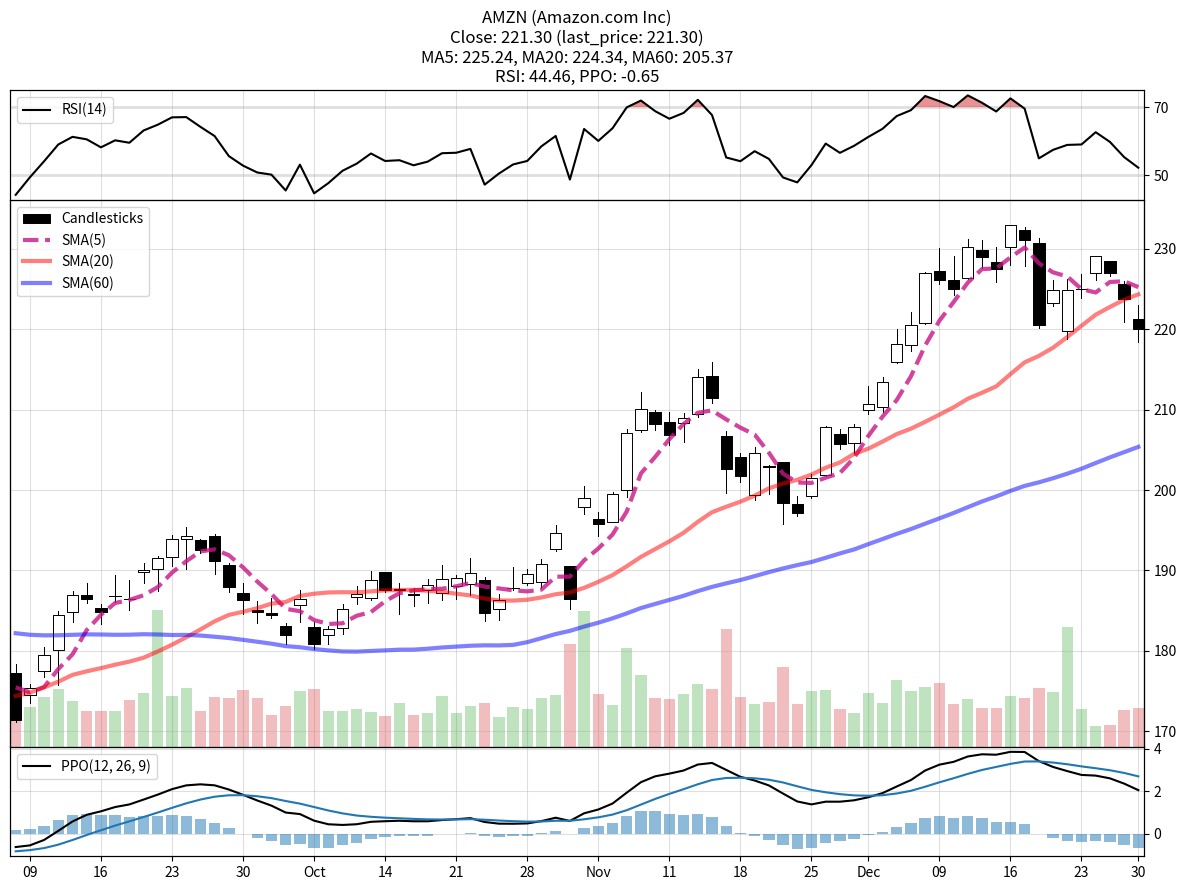 AMZN (Amazon.com Inc)
Close: 221.30 (last_price: 221.30)
MA5: 225.24, MA20: 224.34, MA60: 205.37
RSI: 44.46, PPO: -0.65
RSI(14)
70
50
Candlesticks
SMA(5)
SMA(20)
SMA(60)
230
220
210
200
190
180
170
PPO(12, 26, 9)
4
2
0
09 16 23 30 Oct 14 21 28 Nov 11 18 25 Dec 09 16 23 30